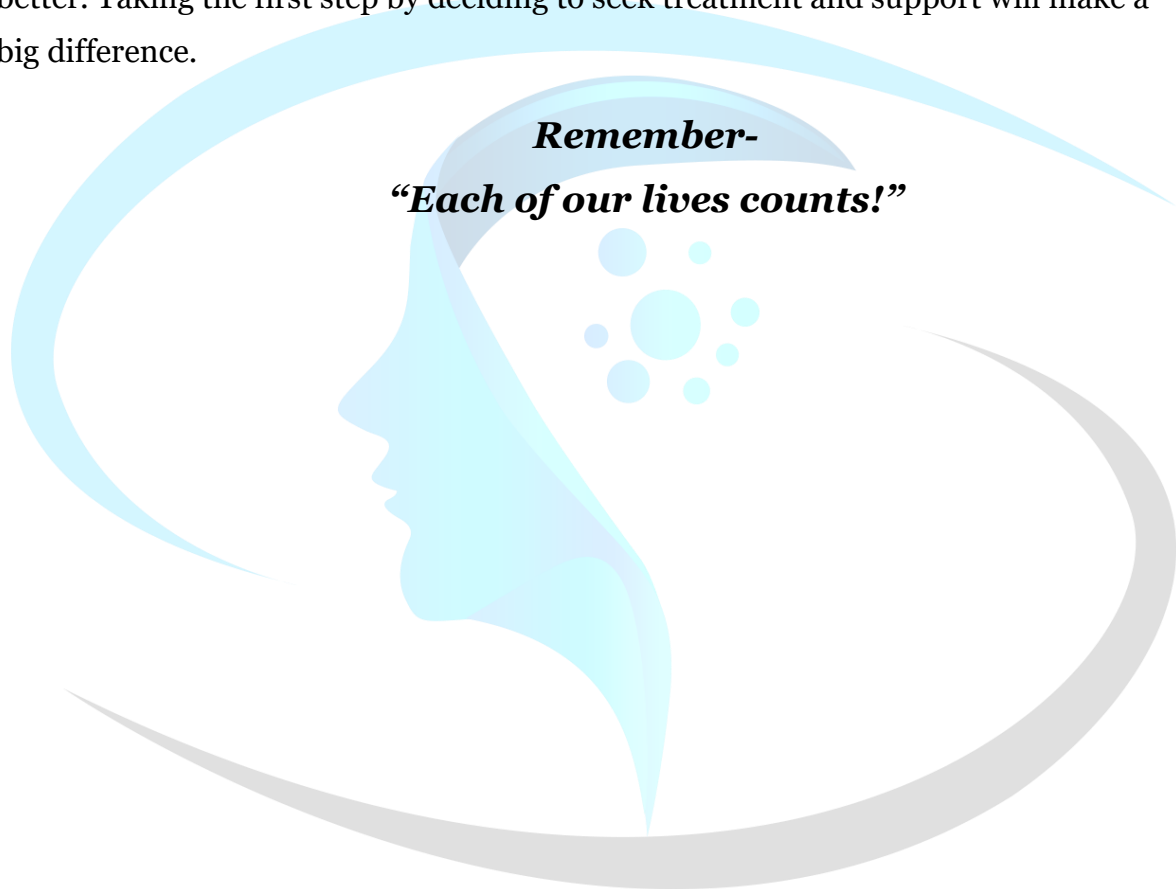 better. Taking the first step by deciding to seek treatment and support will make a
big difference.
Remember-
“Each of our lives counts!”